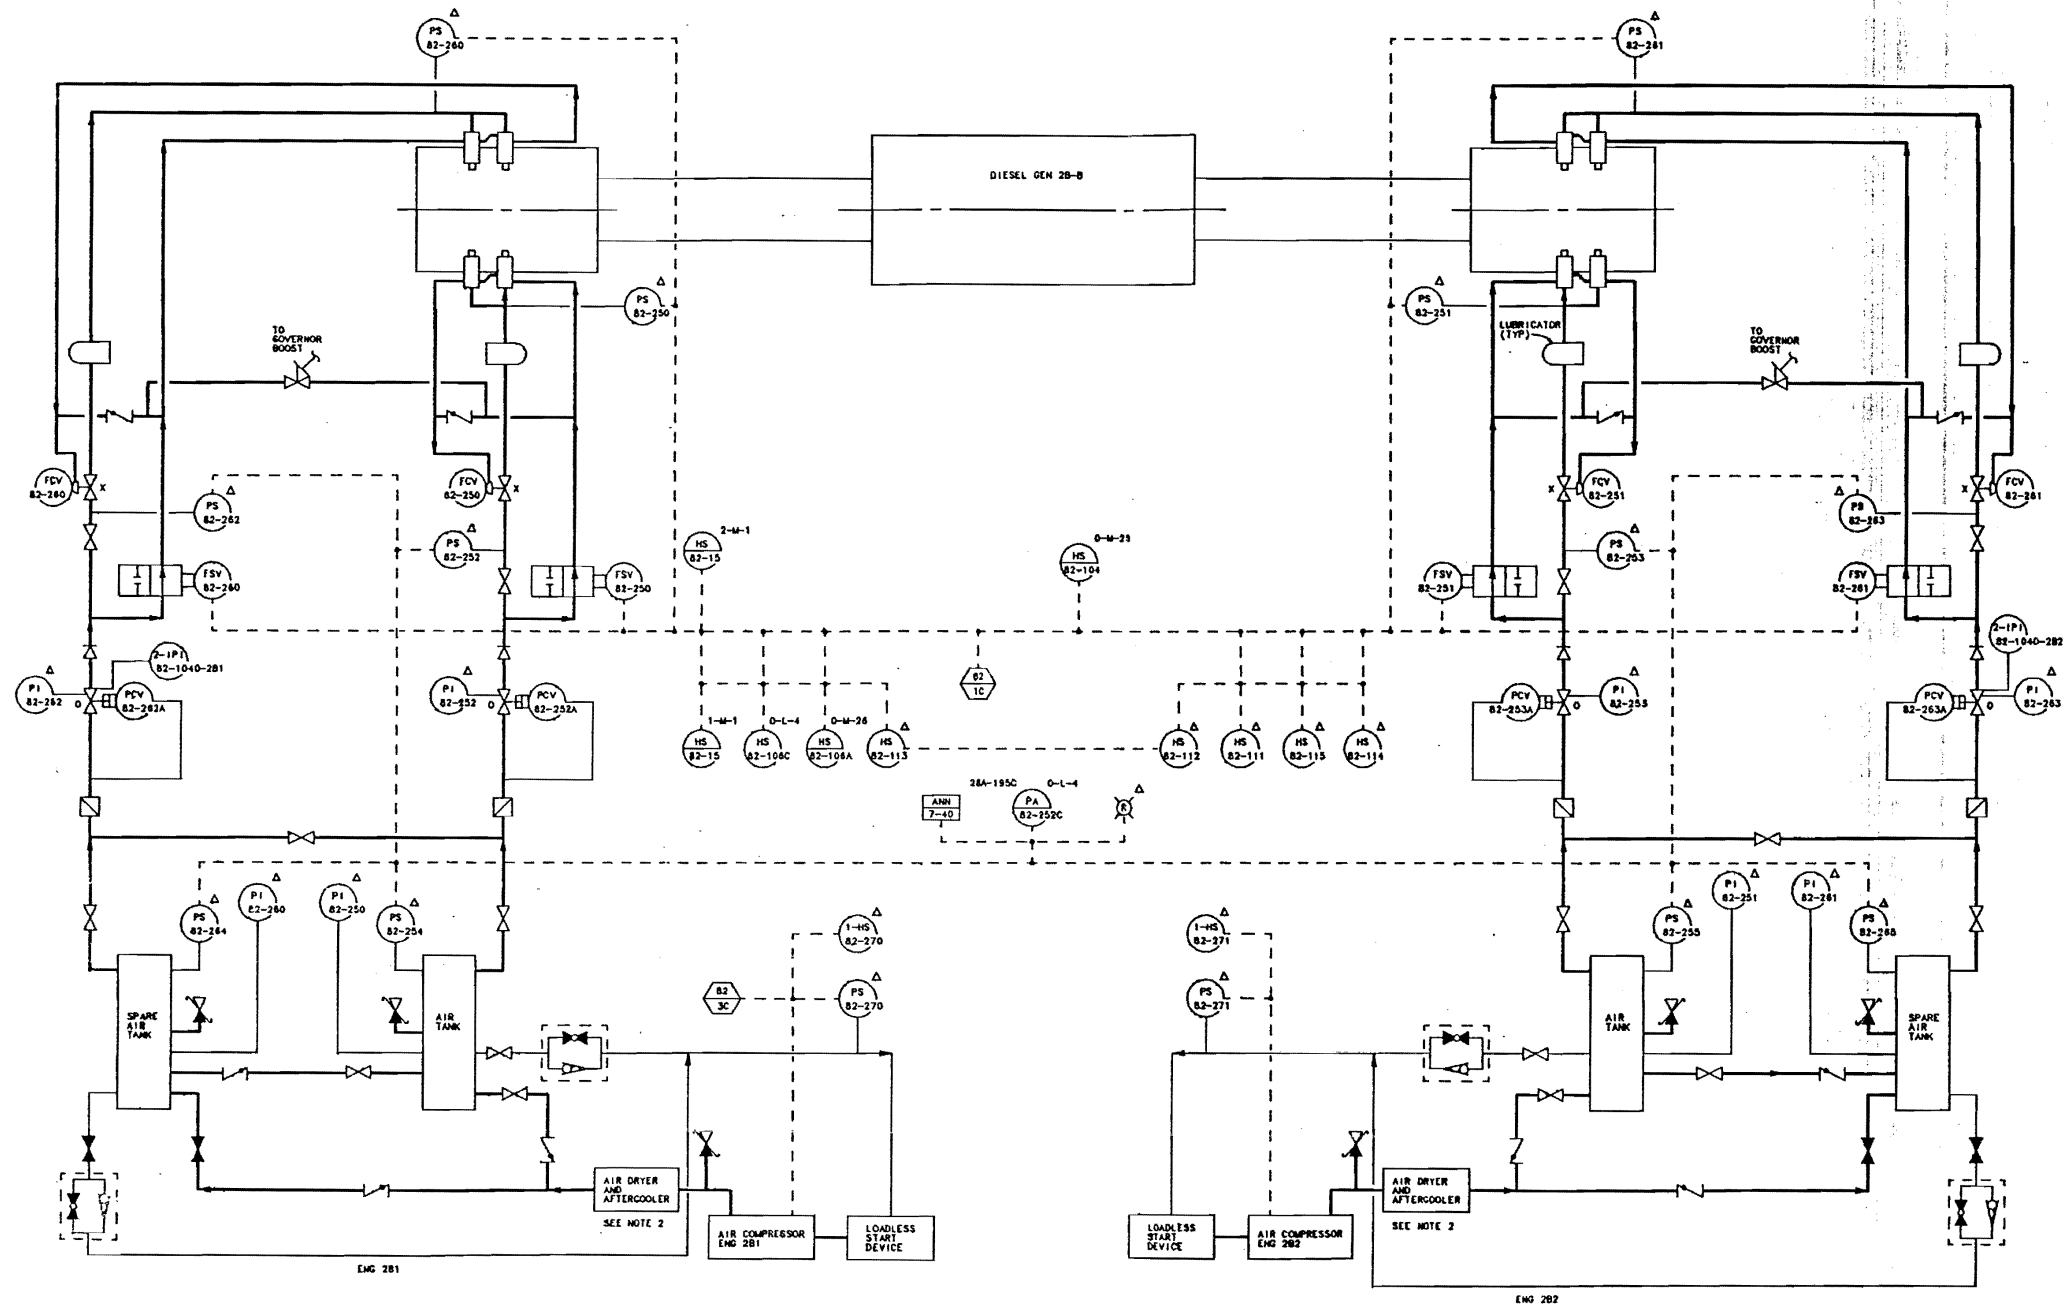 PS
82-260
PS
82-261
DIESEL GEN 2B-B
PS
82-250
PS
82-251
TO
GOVERNOR
BOOST
LUBRICATOR
(TYP)
TO
GOVERNOR
BOOST
FCV
82-260
X
PS
82-262
FCV
82-250
X
PS
82-252
2-M-1
HS
82-15
0-M-25
HS
82-104
X
FCV
82-251
PS
82-253
PS
82-263
X
FCV
82-261
FSV
82-260
FSV
82-250
FSV
82-251
FSV
82-261
2-IPI
82-1040-2B1
2-IPI
82-1040-2B2
PI
82-262
O
PCV
82-262A
PI
82-252
O
PCV
82-252A
82
1C
PCV
82-253A
O
PI
82-253
PCV
82-263A
O
PI
82-263
1-M-1
HS
82-15
0-L-4
HS
82-106C
0-M-26
HS
82-106A
HS
82-113
HS
82-112
HS
82-111
HS
82-115
HS
82-114
28A-195C
0-L-4
ANN
7-40
PA
82-252C
R
PS
82-264
PI
82-260
PI
82-250
PS
82-254
1-HS
82-270
1-HS
82-271
PS
82-255
PI
82-251
PI
82-261
PS
82-265
82
3C
PS
82-270
PS
82-271
SPARE
AIR
TANK
AIR
TANK
AIR
TANK
SPARE
AIR
TANK
AIR DRYER
AND
AFTERCOOLER
SEE NOTE 2
AIR COMPRESSOR
ENG 2B1
LOADLESS
START
DEVICE
LOADLESS
START
DEVICE
AIR COMPRESSOR
ENG 2B2
AIR DRYER
AND
AFTERCOOLER
SEE NOTE 2
ENG 2B1
ENG 2B2